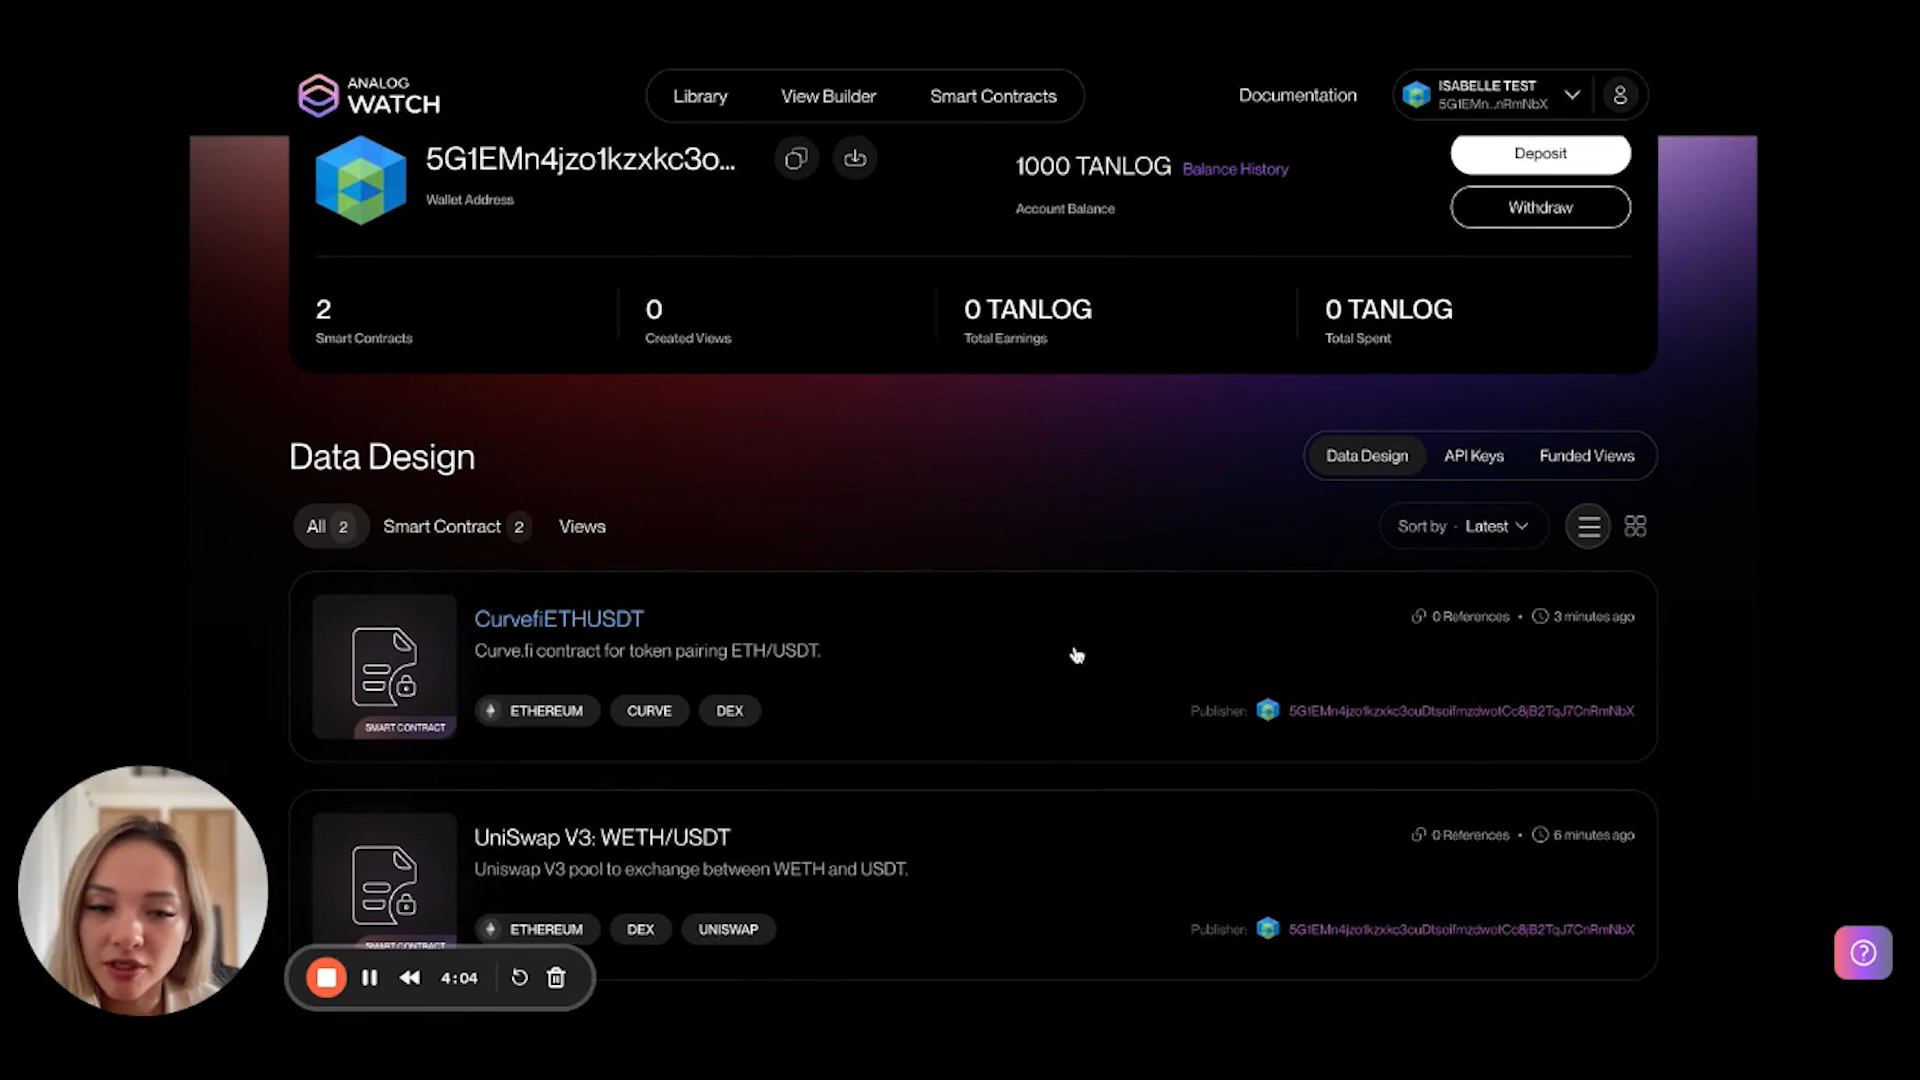 ANALOG
WATCH
Library
View Builder
Smart Contracts
Documentation
ISABELLE TEST
5G1EMn...nRmNbX
5G1EMn4jzo1kzxkc3o...
Wallet Address
1000 TANLOG Balance History
Account Balance
Deposit
Withdraw
2
Smart Contracts
0
Created Views
0 TANLOG
Total Earnings
0 TANLOG
Total Spent
Data Design
Data Design
API Keys
Funded Views
All 2
Smart Contract 2
Views
Sort by · Latest
CurvefiETHUSDT
0 References • 3 minutes ago
Curve.fi contract for token pairing ETH/USDT.
ETHEREUM
CURVE
DEX
Publisher:
SMART CONTRACT
UniSwap V3: WETH/USDT
0 References • 6 minutes ago
Uniswap V3 pool to exchange between WETH and USDT.
ETHEREUM
DEX
UNISWAP
Publisher:
SMART CONTRACT
4:04